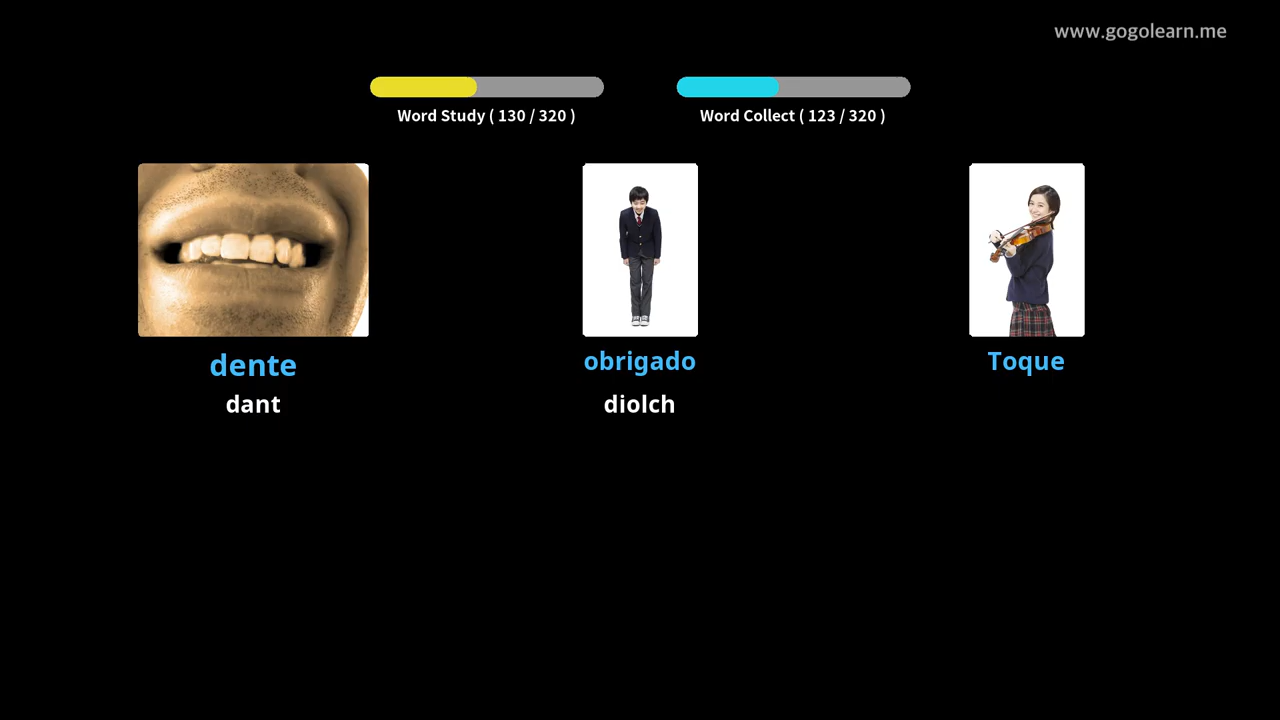 www.gogolearn.me
Word Study ( 130 / 320 )
Word Collect ( 123 / 320 )
dente
dant
obrigado
diolch
Toque